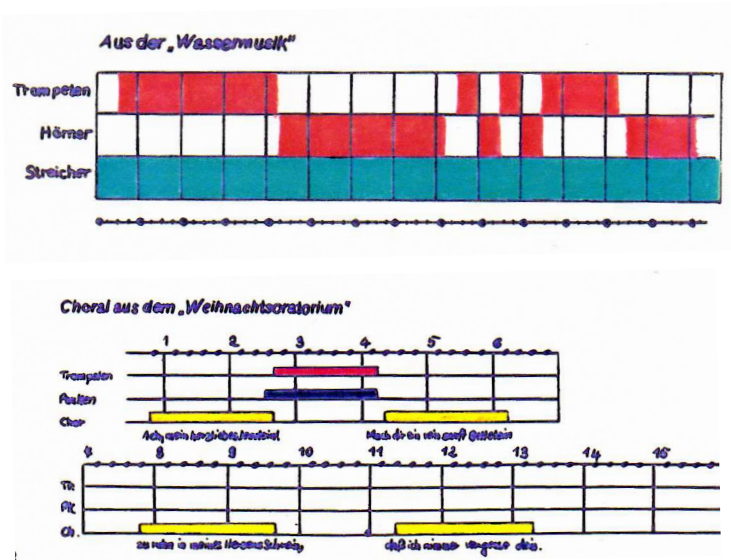 Aus der „Wassermusik“
Trompeten
Hörner
Streicher
Choral aus dem „Weihnachtsoratorium“
1 2 3 4 5 6
Trompeten
Pauken
Chor
Ach, mein herzliebes Jesulein! Mach dir ein rein sanft Bettelein
8 9 10 11 12 13 14 15
Tr.
Pk.
Ch.
zu ruhn in meines Herzens Schrein, daß ich nimmer vergesse dein.